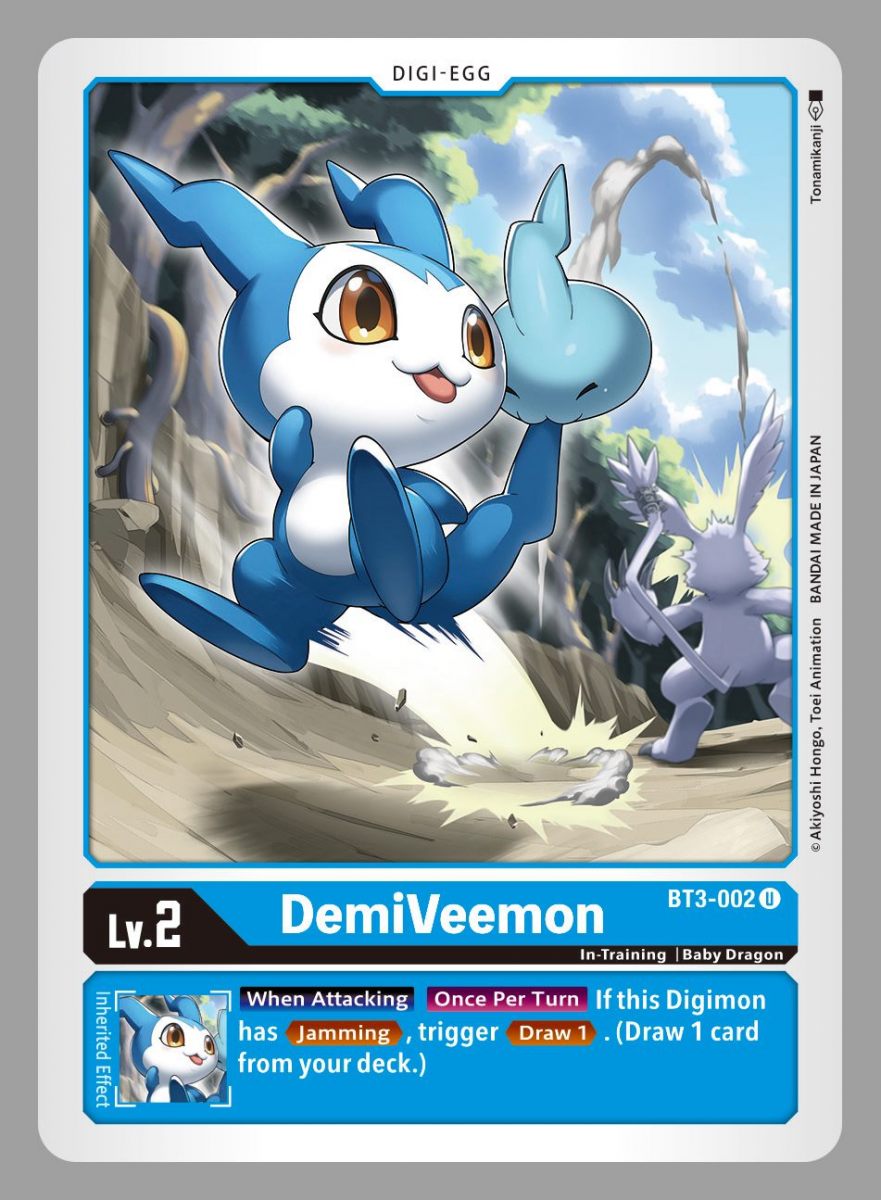 DIGI-EGG
Tonamikanji
© Akiyoshi Hongo, Toei Animation BANDAI MADE IN JAPAN
Lv.2
DemiVeemon
BT3-002 U
In-Training | Baby Dragon
Inherited Effect
When Attacking Once Per Turn If this Digimon
has Jamming , trigger Draw 1 . (Draw 1 card
from your deck.)